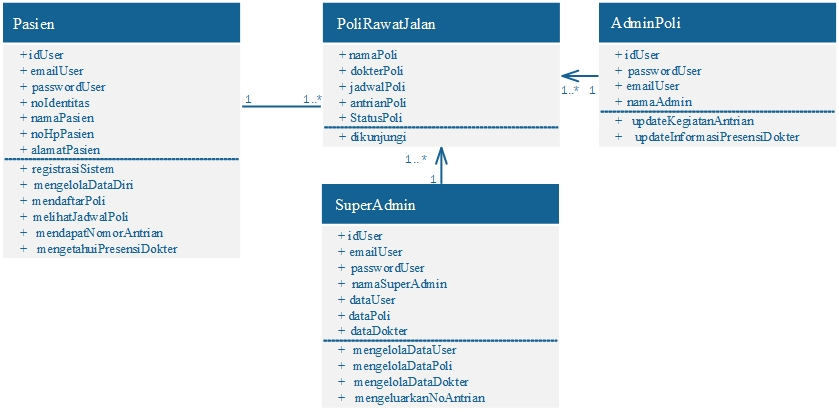 Pasien
+ idUser
+ emailUser
+ passwordUser
+ noIdentitas
+ namaPasien
+ noHpPasien
+ alamatPasien
+ registrasiSistem
+ mengelolaDataDiri
+ mendaftarPoli
+ melihatJadwalPoli
+ mendapatNomorAntrian
+ mengetahuiPresensiDokter
1
1..*
PoliRawatJalan
+ namaPoli
+ dokterPoli
+ jadwalPoli
+ antrianPoli
+ StatusPoli
+ dikunjungi
1..* 1
AdminPoli
+ idUser
+ passwordUser
+ emailUser
+ namaAdmin
+ updateKegiatanAntrian
+ updateInformasiPresensiDokter
1..*
1
SuperAdmin
+ idUser
+ emailUser
+ passwordUser
+ namaSuperAdmin
+ dataUser
+ dataPoli
+ dataDokter
+ mengelolaDataUser
+ mengelolaDataPoli
+ mengelolaDataDokter
+ mengeluarkanNoAntrian